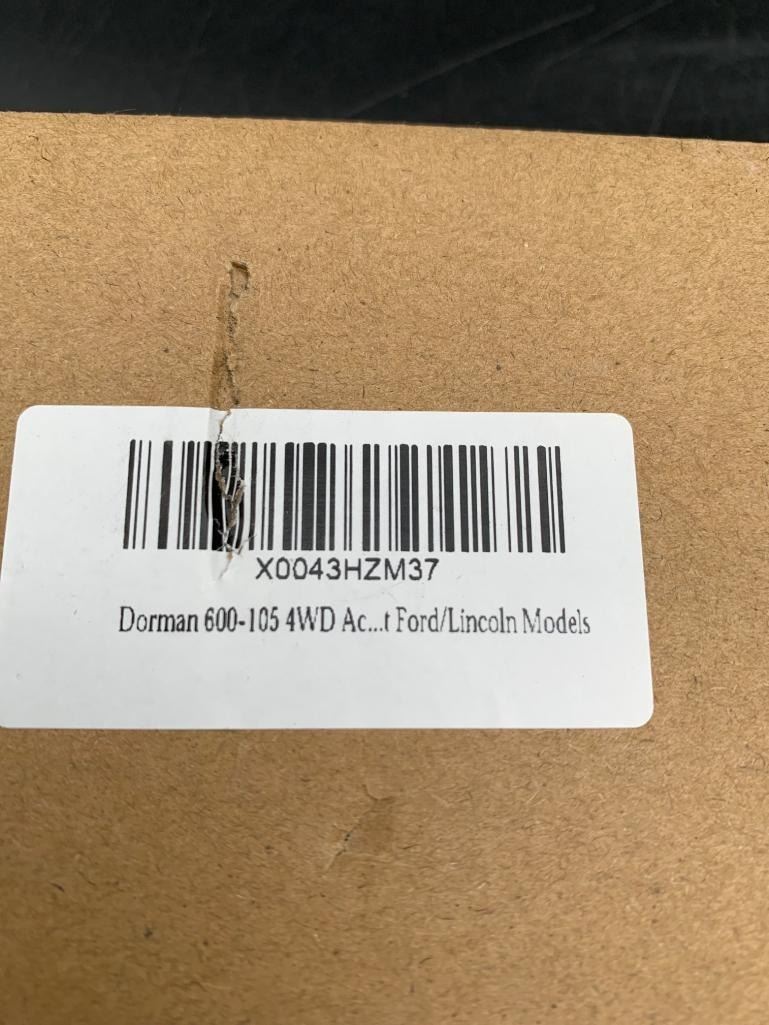 X0043HZM37
Dorman 600-105 4WD Ac...t Ford/Lincoln Models